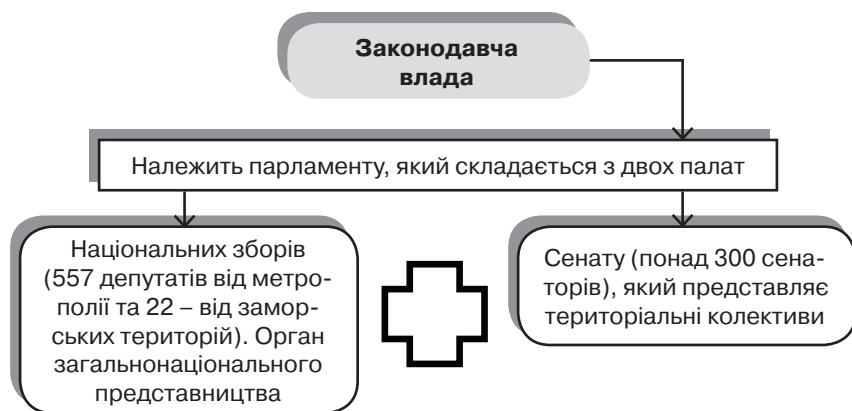 Законодавча
влада
Належить парламенту, який складається з двох палат
Національних зборів
(557 депутатів від метро-
полії та 22 – від замор-
ських територій). Орган
загальнонаціонального
представництва
Сенату (понад 300 сена-
торів), який представляє
територіальні колективи